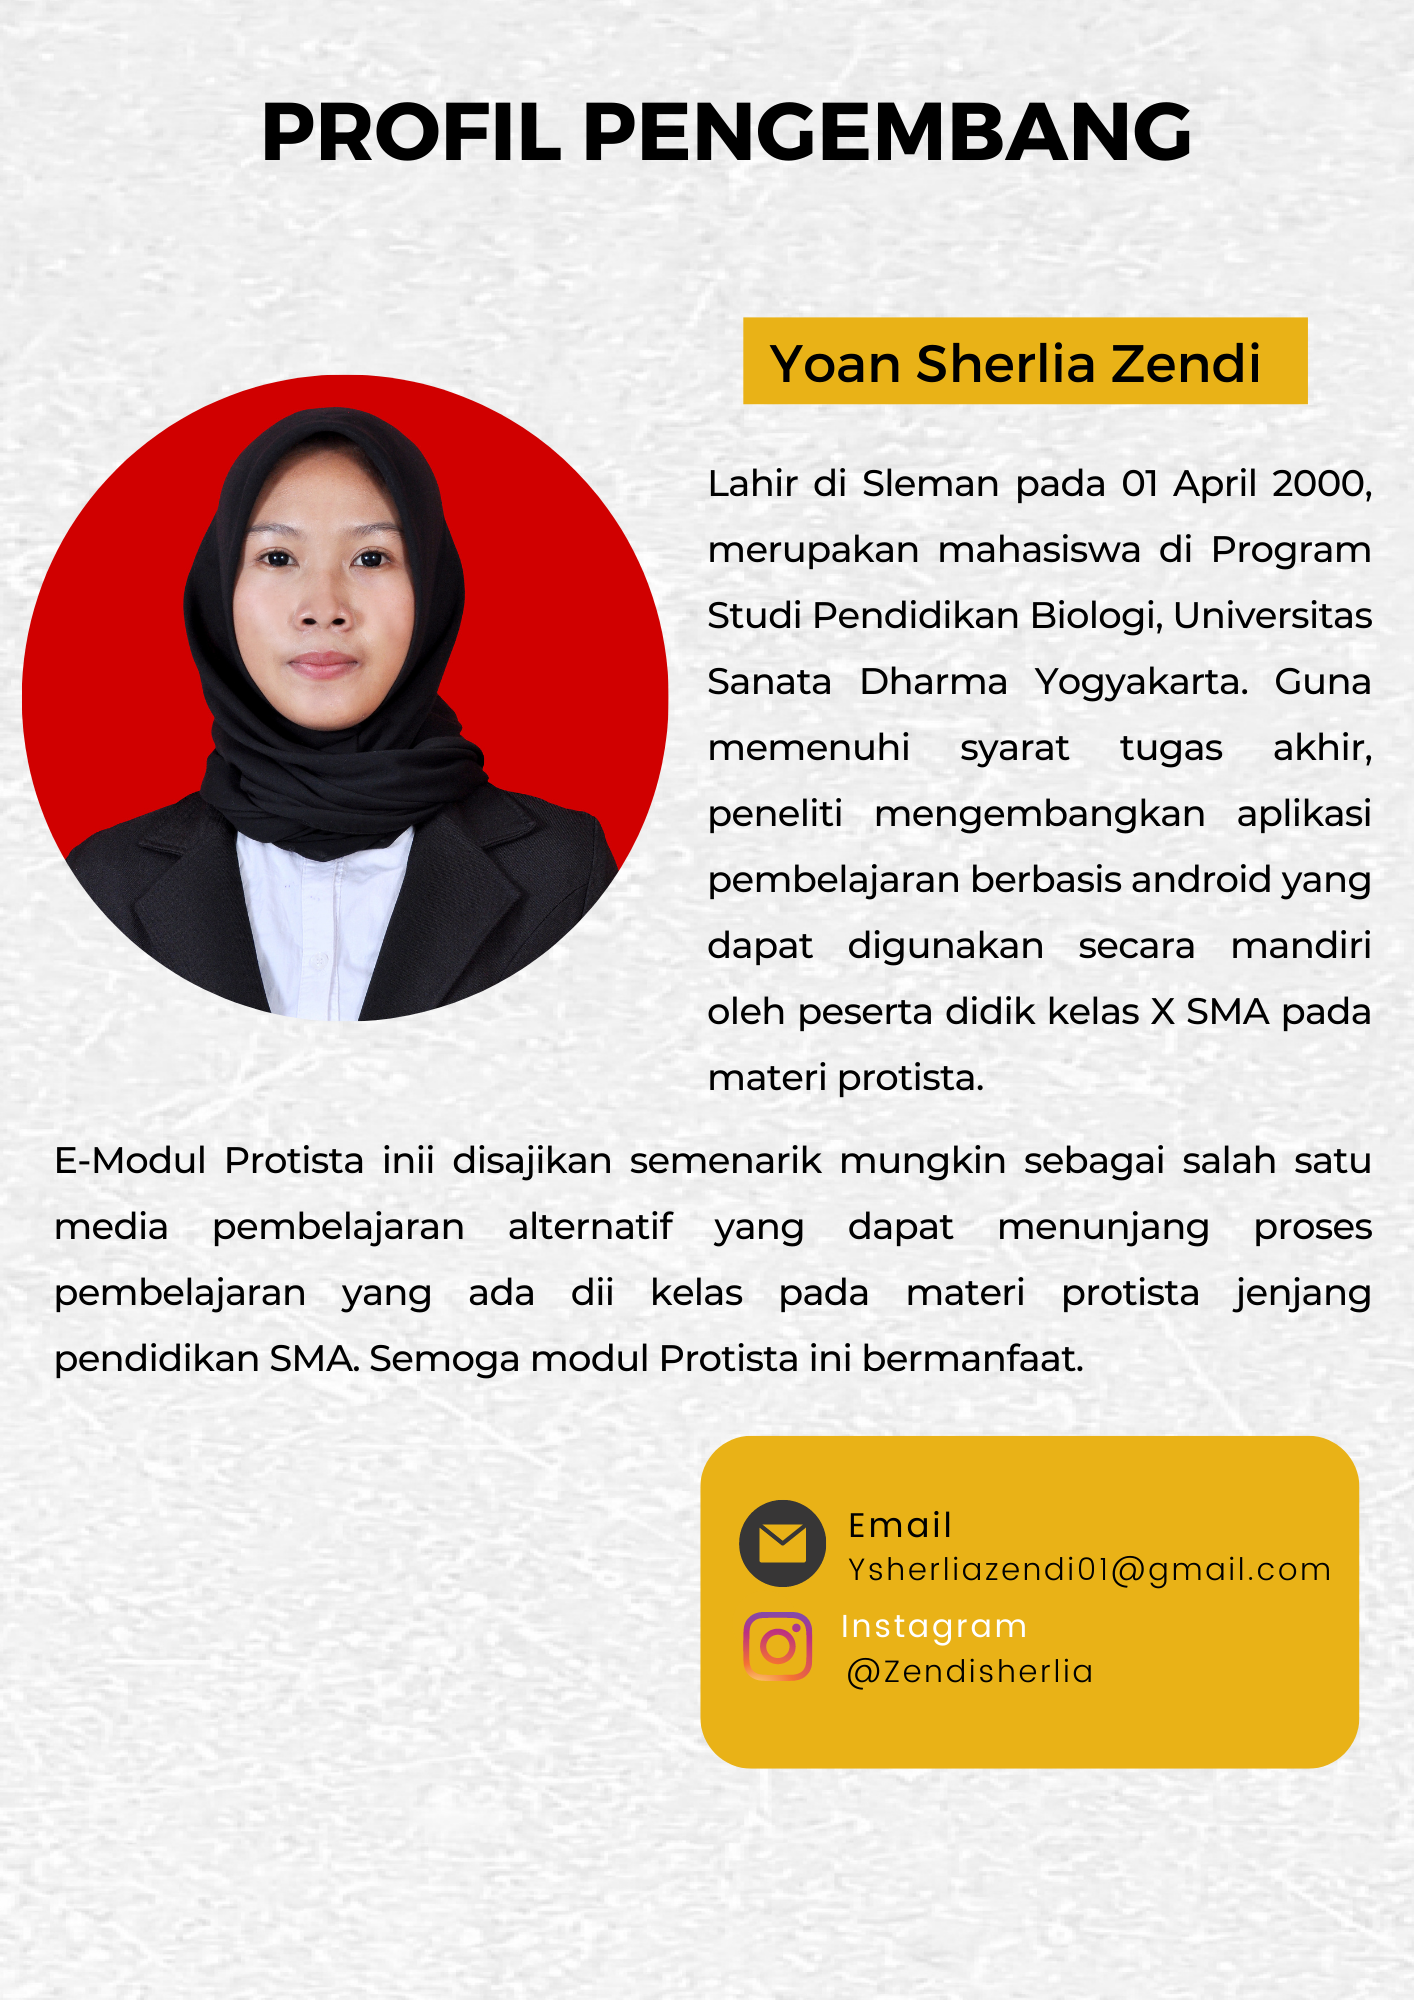 PROFIL PENGEMBANG
Yoan Sherlia Zendi
Lahir di Sleman pada 01 April 2000,
merupakan mahasiswa di Program
Studi Pendidikan Biologi, Universitas
Sanata Dharma Yogyakarta. Guna
memenuhi syarat tugas akhir,
peneliti mengembangkan aplikasi
pembelajaran berbasis android yang
dapat digunakan secara mandiri
oleh peserta didik kelas X SMA pada
materi protista.
E-Modul Protista inii disajikan semenarik mungkin sebagai salah satu
media pembelajaran alternatif yang dapat menunjang proses
pembelajaran yang ada dii kelas pada materi protista jenjang
pendidikan SMA. Semoga modul Protista ini bermanfaat.
Email
Ysherliazendi01@gmail.com
Instagram
@Zendisherlia